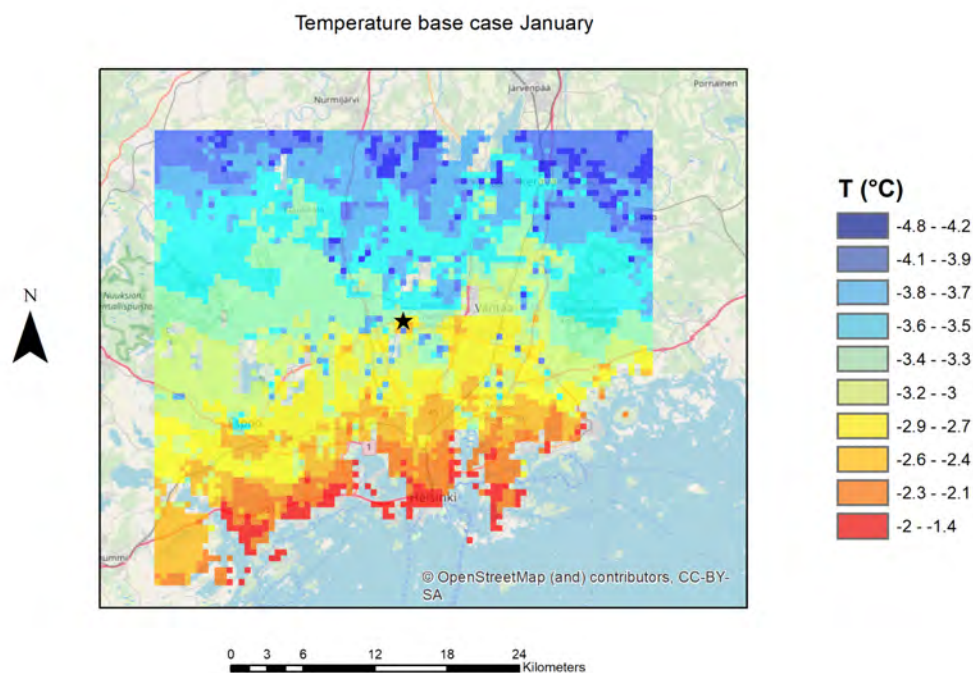 Temperature base case January
Nurmijärvi
Järvenpää
Pornainen
N
Nuuksion
Vantaa
Espoo
1
Helsinki
© OpenStreetMap (and) contributors, CC-BY-
SA
T (°C)
-4.8 - -4.2
-4.1 - -3.9
-3.8 - -3.7
-3.6 - -3.5
-3.4 - -3.3
-3.2 - -3
-2.9 - -2.7
-2.6 - -2.4
-2.3 - -2.1
-2 - -1.4
0 3 6 12 18 24
Kilometers